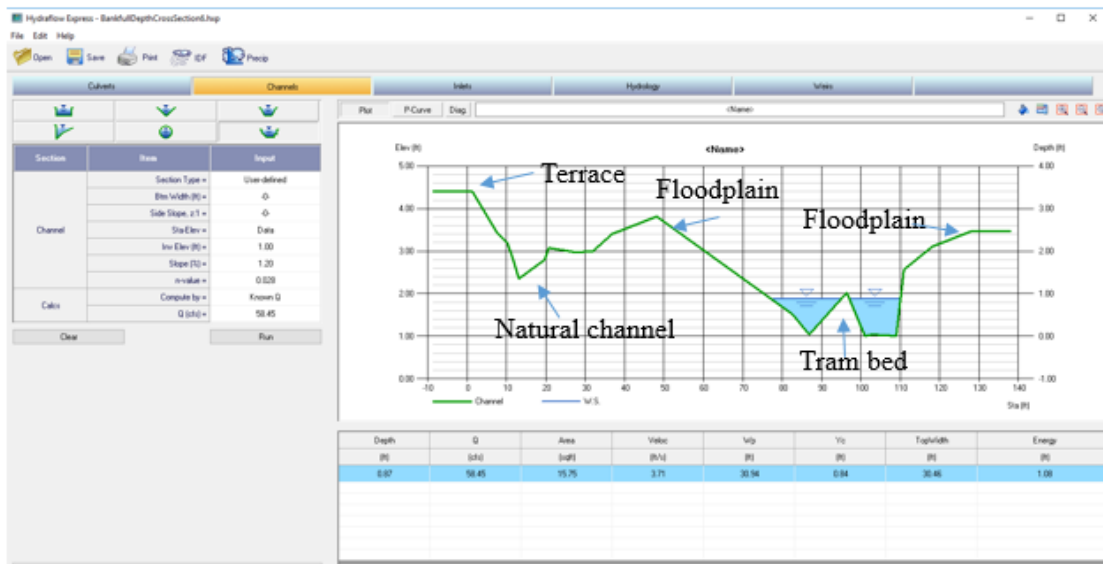 Hydraflow Express - BankfullDepthCrossSection6.hxp
File Edit Help
Open Save Print IDF Precip
Culverts Channels Inlets Hydrology Weirs
Plot P-Curve Diag. <Name>
Section Item Input
Channel
Section Type = User-defined
Btm Width (ft) = -0-
Side Slope, z:1 = -0-
Sta-Elev = Data
Inv Elev (ft) = 1.00
Slope (%) = 1.20
n-value = 0.028
Calcs
Compute by = Known Q
Q (cfs) = 58.45
Clear Run
Elev (ft) <Name> Depth (ft)
5.00 4.00
4.00 3.00
3.00 2.00
2.00 1.00
1.00 0.00
0.00 -1.00
Terrace
Floodplain
Floodplain
Natural channel
Tram bed
-10 0 10 20 30 40 50 60 70 80 90 100 110 120 130 140
Channel W.S.
Sta (ft)
Depth Q Area Veloc Wp Yc TopWidth Energy
(ft) (cfs) (sqft) (ft/s) (ft) (ft) (ft) (ft)
0.87 58.45 15.75 3.71 30.94 0.84 30.46 1.08